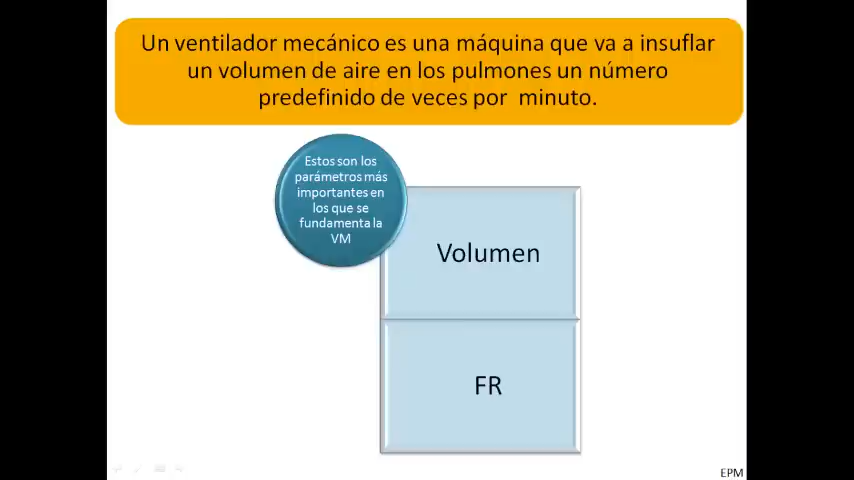 Un ventilador mecánico es una máquina que va a insuflar
un volumen de aire en los pulmones un número
predefinido de veces por  minuto.
Estos son los
parámetros más
importantes en
los que se
fundamenta la
VM
Volumen
FR
EPM